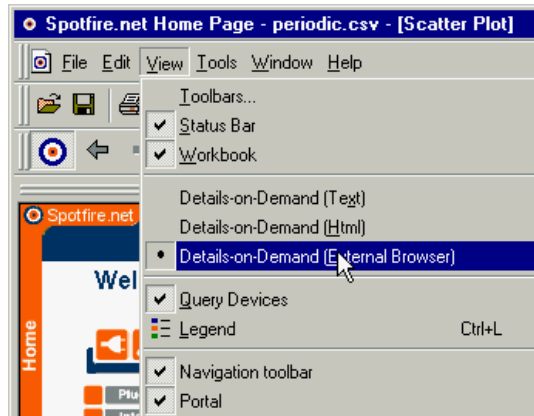 Spotfire.net Home Page - periodic.csv - [Scatter Plot]
File Edit View Tools Window Help
Toolbars...
Status Bar
Workbook
Details-on-Demand (Text)
Spotfire.net
Details-on-Demand (Html)
Details-on-Demand (External Browser)
Wel
Query Devices
Legend Ctrl+L
Home
Navigation toolbar
Portal
Plu